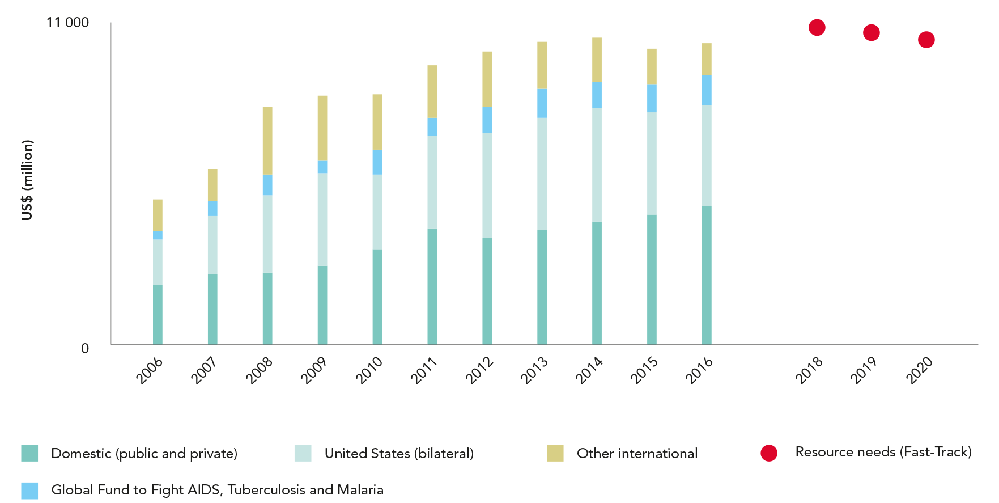 11 000
US$ (million)
0
2006
2007
2008
2009
2010
2011
2012
2013
2014
2015
2016
2018
2019
2020
Domestic (public and private)
United States (bilateral)
Other international
Resource needs (Fast-Track)
Global Fund to Fight AIDS, Tuberculosis and Malaria